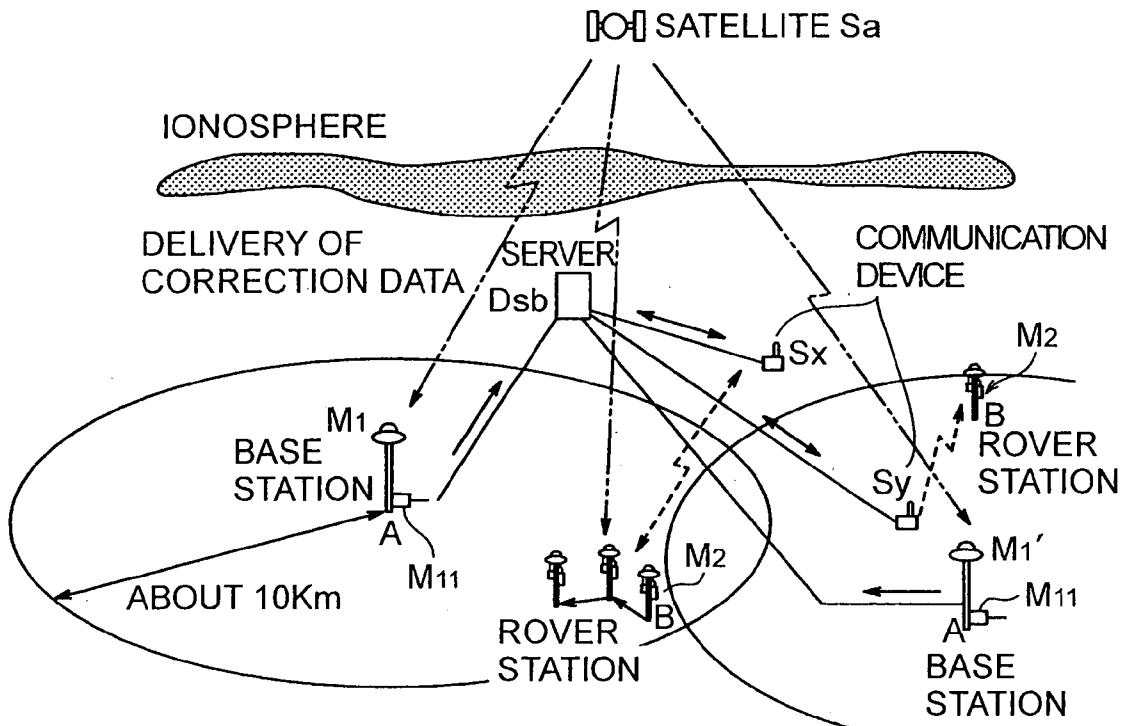 SATELLITE Sa
IONOSPHERE
DELIVERY OF
CORRECTION DATA
SERVER
Dsb
COMMUNICATION
DEVICE
Sx
M2
B
ROVER
STATION
M1
BASE
STATION
A
M11
ABOUT 10Km
Sy
M2
B
ROVER
STATION
M1′
M11
A
BASE
STATION